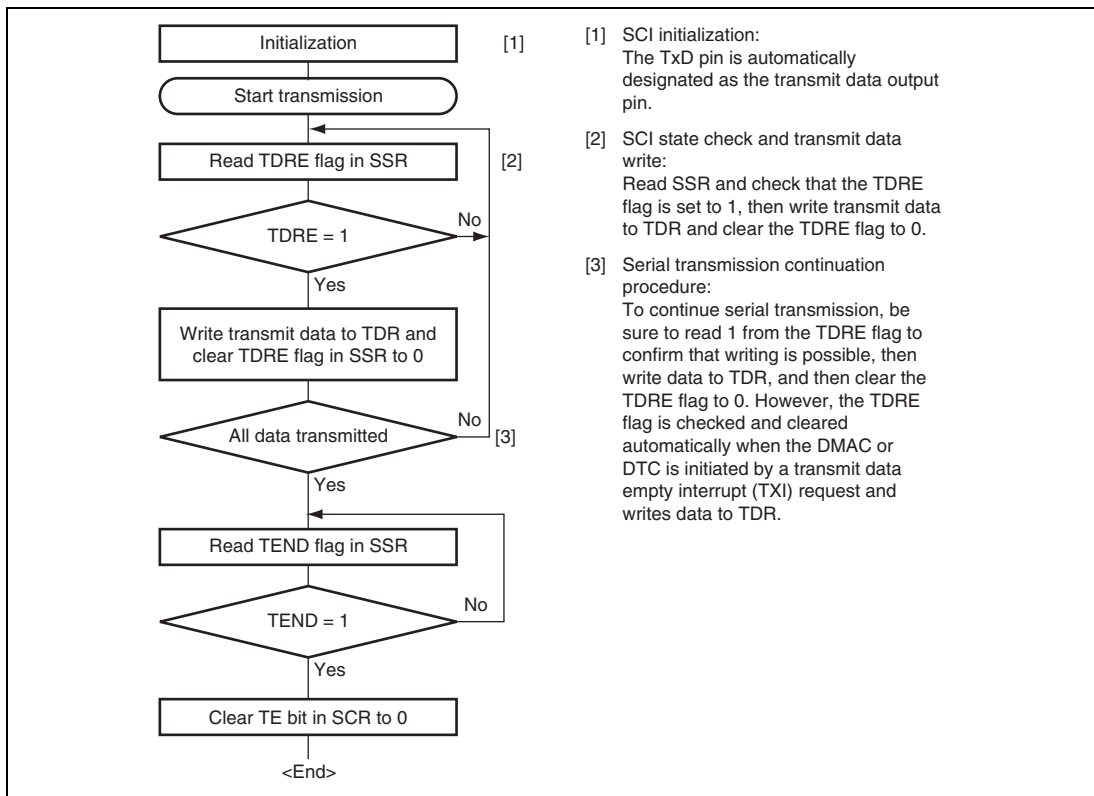 Initialization
[1]
Start transmission
Read TDRE flag in SSR
[2]
No
TDRE = 1
Yes
Write transmit data to TDR and
clear TDRE flag in SSR to 0
No
All data transmitted
[3]
Yes
Read TEND flag in SSR
No
TEND = 1
Yes
Clear TE bit in SCR to 0
<End>
[1] SCI initialization:
The TxD pin is automatically
designated as the transmit data output
pin.
[2] SCI state check and transmit data
write:
Read SSR and check that the TDRE
flag is set to 1, then write transmit data
to TDR and clear the TDRE flag to 0.
[3] Serial transmission continuation
procedure:
To continue serial transmission, be
sure to read 1 from the TDRE flag to
confirm that writing is possible, then
write data to TDR, and then clear the
TDRE flag to 0. However, the TDRE
flag is checked and cleared
automatically when the DMAC or
DTC is initiated by a transmit data
empty interrupt (TXI) request and
writes data to TDR.